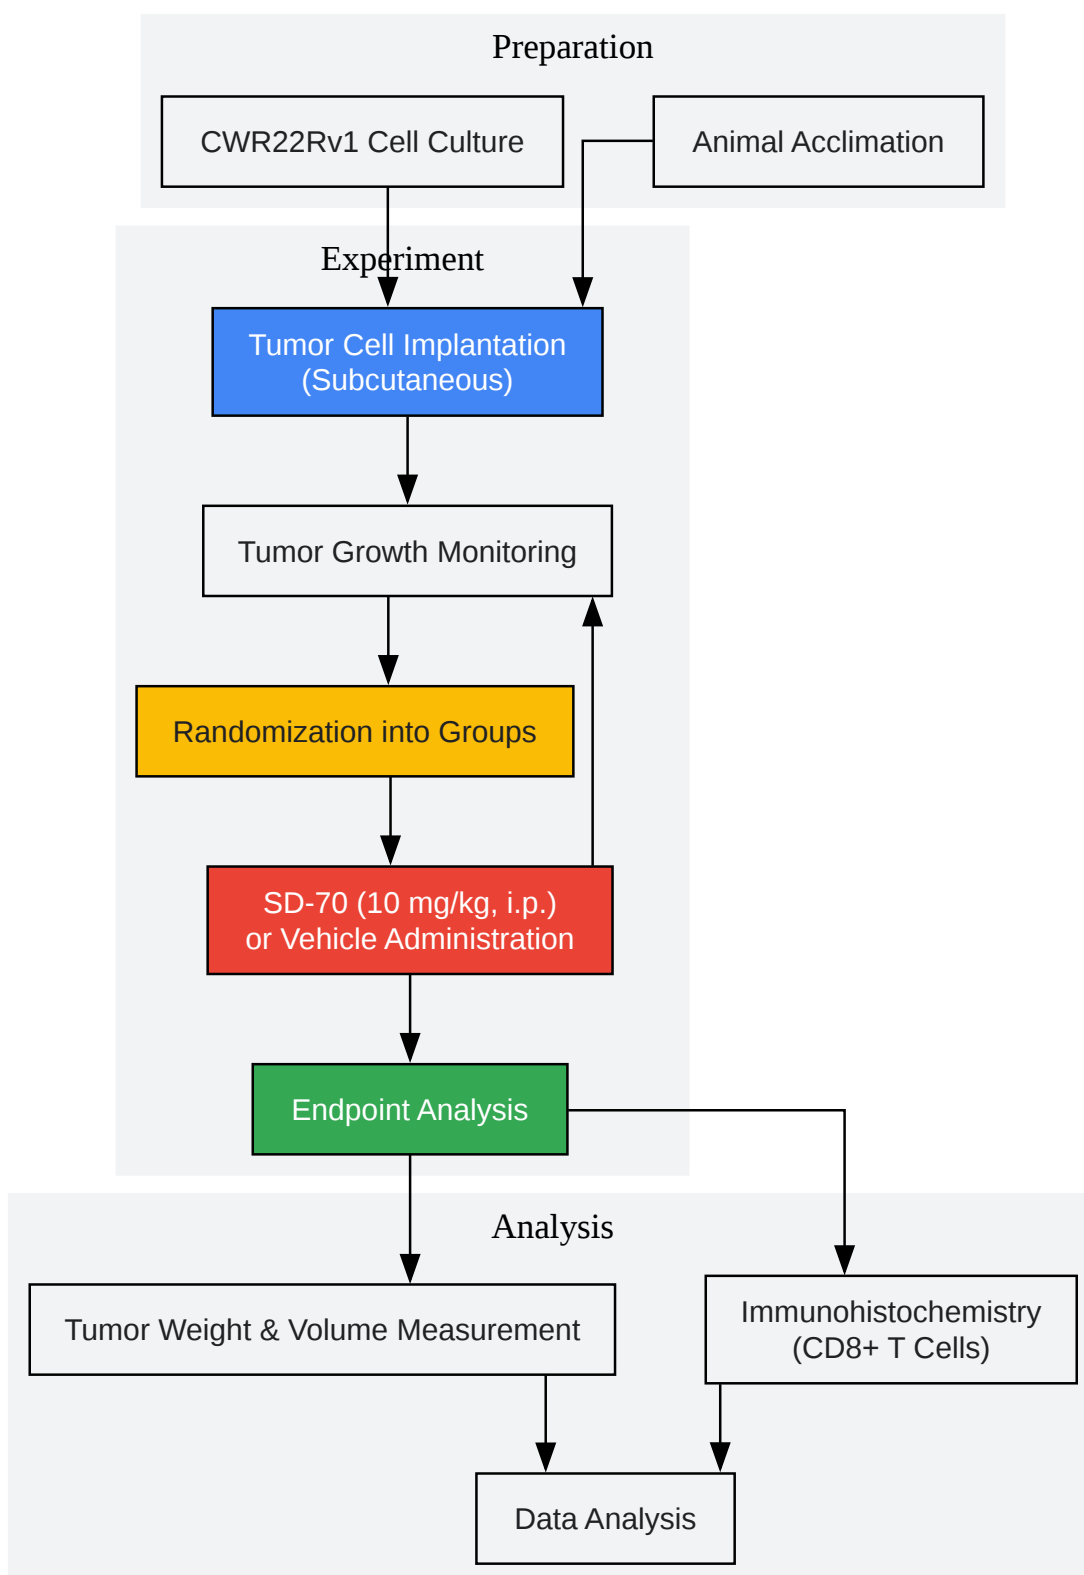 Preparation
CWR22Rv1 Cell Culture
Animal Acclimation
Experiment
Tumor Cell Implantation
(Subcutaneous)
Tumor Growth Monitoring
Randomization into Groups
SD-70 (10 mg/kg, i.p.)
or Vehicle Administration
Endpoint Analysis
Analysis
Tumor Weight & Volume Measurement
Immunohistochemistry
(CD8+ T Cells)
Data Analysis